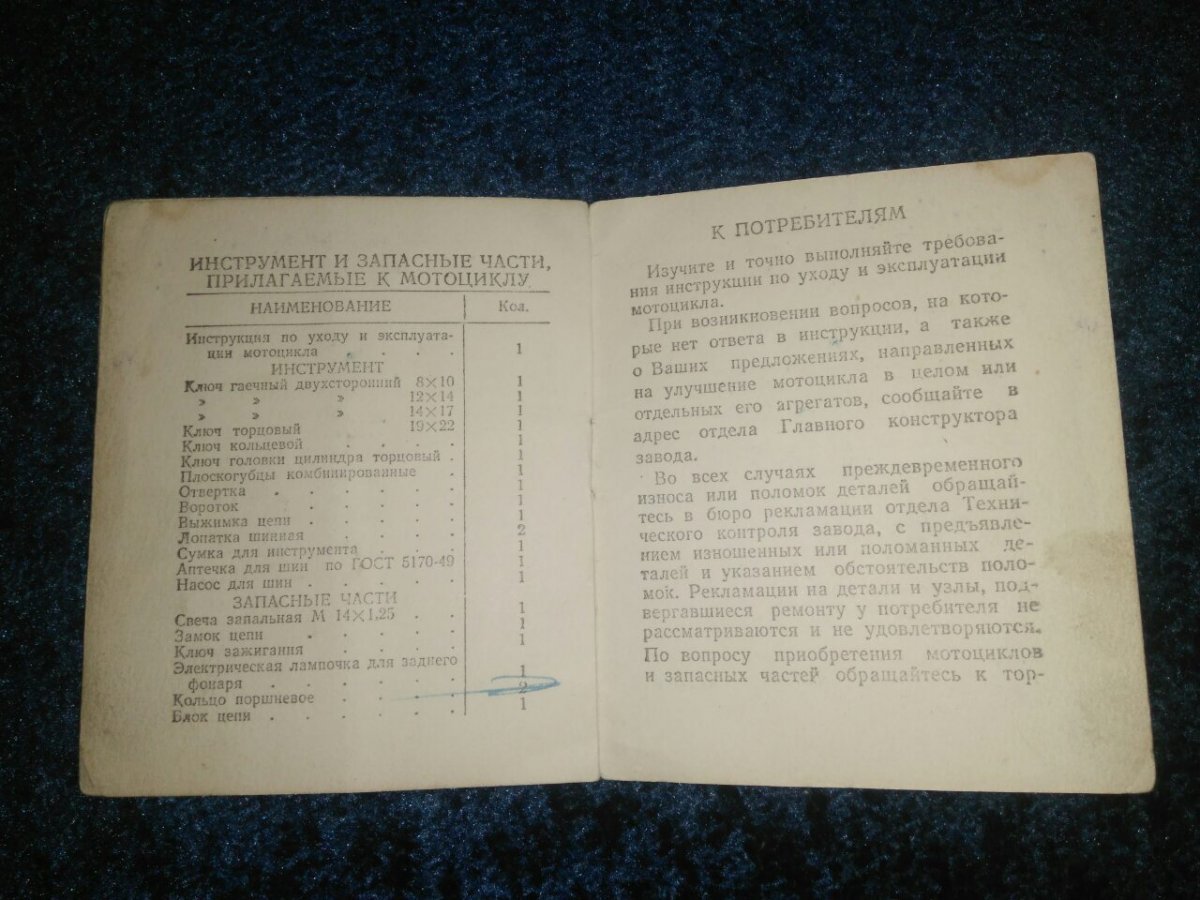 ИНСТРУМЕНТ И ЗАПАСНЫЕ ЧАСТИ,
ПРИЛАГАЕМЫЕ К МОТОЦИКЛУ
НАИМЕНОВАНИЕ Кол.
Инструкция по уходу и эксплуата-
ции мотоцикла . . . . 1
ИНСТРУМЕНТ
Ключ гаечный двухсторонний 8×10 1
» » » 12×14 1
» » » 14×17 1
Ключ торцовый 19×22 1
Ключ кольцевой . . . . 1
Ключ головки цилиндра торцовый . 1
Плоскогубцы комбинированные . 1
Отвертка . . . . . . 1
Вороток . . . . . . 1
Выжимка цепи . . . . . 1
Лопатка шинная . . . . . 2
Сумка для инструмента . . . 1
Аптечка для шин по ГОСТ 5170-49 1
Насос для шин . . . . . 1
ЗАПАСНЫЕ ЧАСТИ
Свеча запальная М 14×1,25 . . 1
Замок цепи . . . . . 1
Ключ зажигания . . . . 1
Электрическая лампочка для заднего
фонаря . . . . . . 1
Кольцо поршневое . . . . 2
Блок цепи . . . . . . 1
К ПОТРЕБИТЕЛЯМ
Изучите и точно выполняйте требова-
ния инструкции по уходу и эксплуатации
мотоцикла.
При возникновении вопросов, на кото-
рые нет ответа в инструкции, а также
о Ваших предложениях, направленных
на улучшение мотоцикла в целом или
отдельных его агрегатов, сообщайте в
адрес отдела Главного конструктора
завода.
Во всех случаях преждевременного
износа или поломок деталей обращай-
тесь в бюро рекламации отдела Техни-
ческого контроля завода, с предъявле-
нием изношенных или поломанных де-
талей и указанием обстоятельств поло-
мок. Рекламации на детали и узлы, под-
вергавшиеся ремонту у потребителя не
рассматриваются и не удовлетворяются.
По вопросу приобретения мотоциклов
и запасных частей обращайтесь к тор-